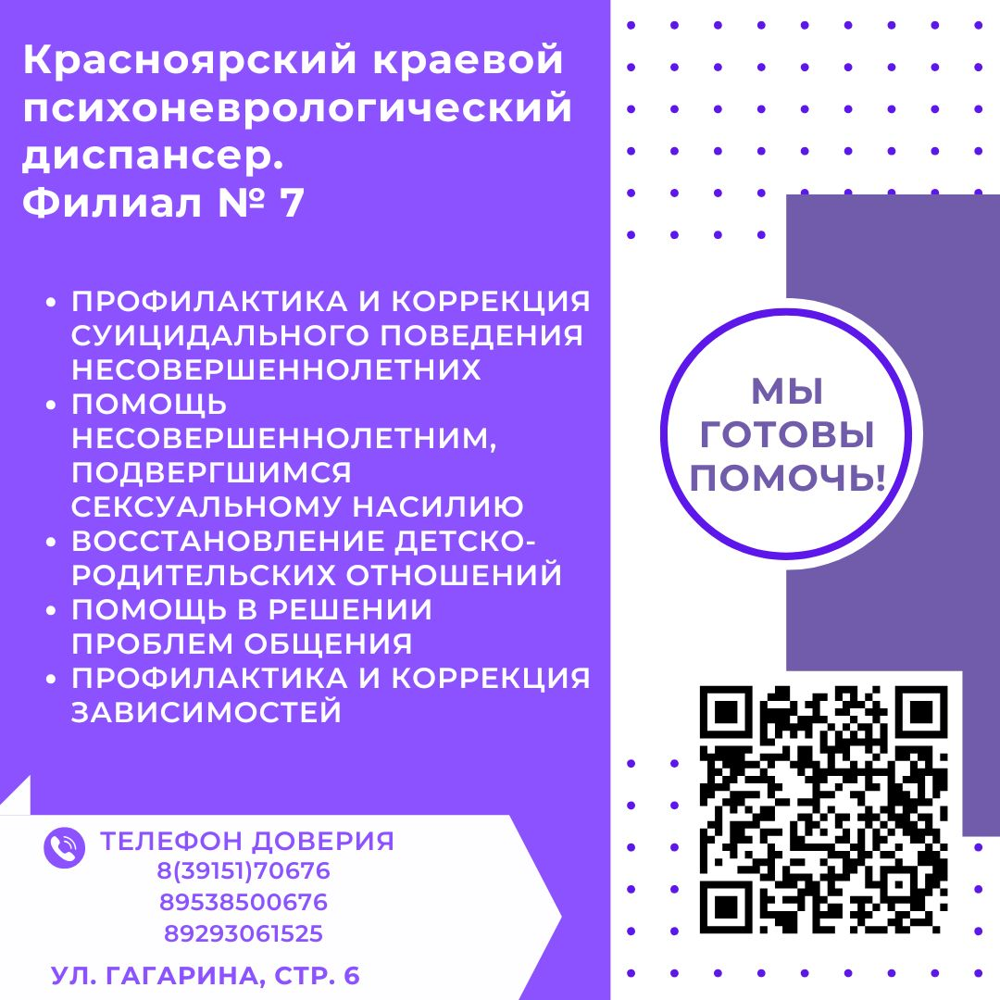 Красноярский краевой
психоневрологический
диспансер.
Филиал № 7
• ПРОФИЛАКТИКА И КОРРЕКЦИЯ
СУИЦИДАЛЬНОГО ПОВЕДЕНИЯ
НЕСОВЕРШЕННОЛЕТНИХ
• ПОМОЩЬ
НЕСОВЕРШЕННОЛЕТНИМ,
ПОДВЕРГШИМСЯ
СЕКСУАЛЬНОМУ НАСИЛИЮ
• ВОССТАНОВЛЕНИЕ ДЕТСКО-
РОДИТЕЛЬСКИХ ОТНОШЕНИЙ
• ПОМОЩЬ В РЕШЕНИИ
ПРОБЛЕМ ОБЩЕНИЯ
• ПРОФИЛАКТИКА И КОРРЕКЦИЯ
ЗАВИСИМОСТЕЙ
МЫ
ГОТОВЫ
ПОМОЧЬ!
ТЕЛЕФОН ДОВЕРИЯ
8(39151)70676
89538500676
89293061525
УЛ. ГАГАРИНА, СТР. 6